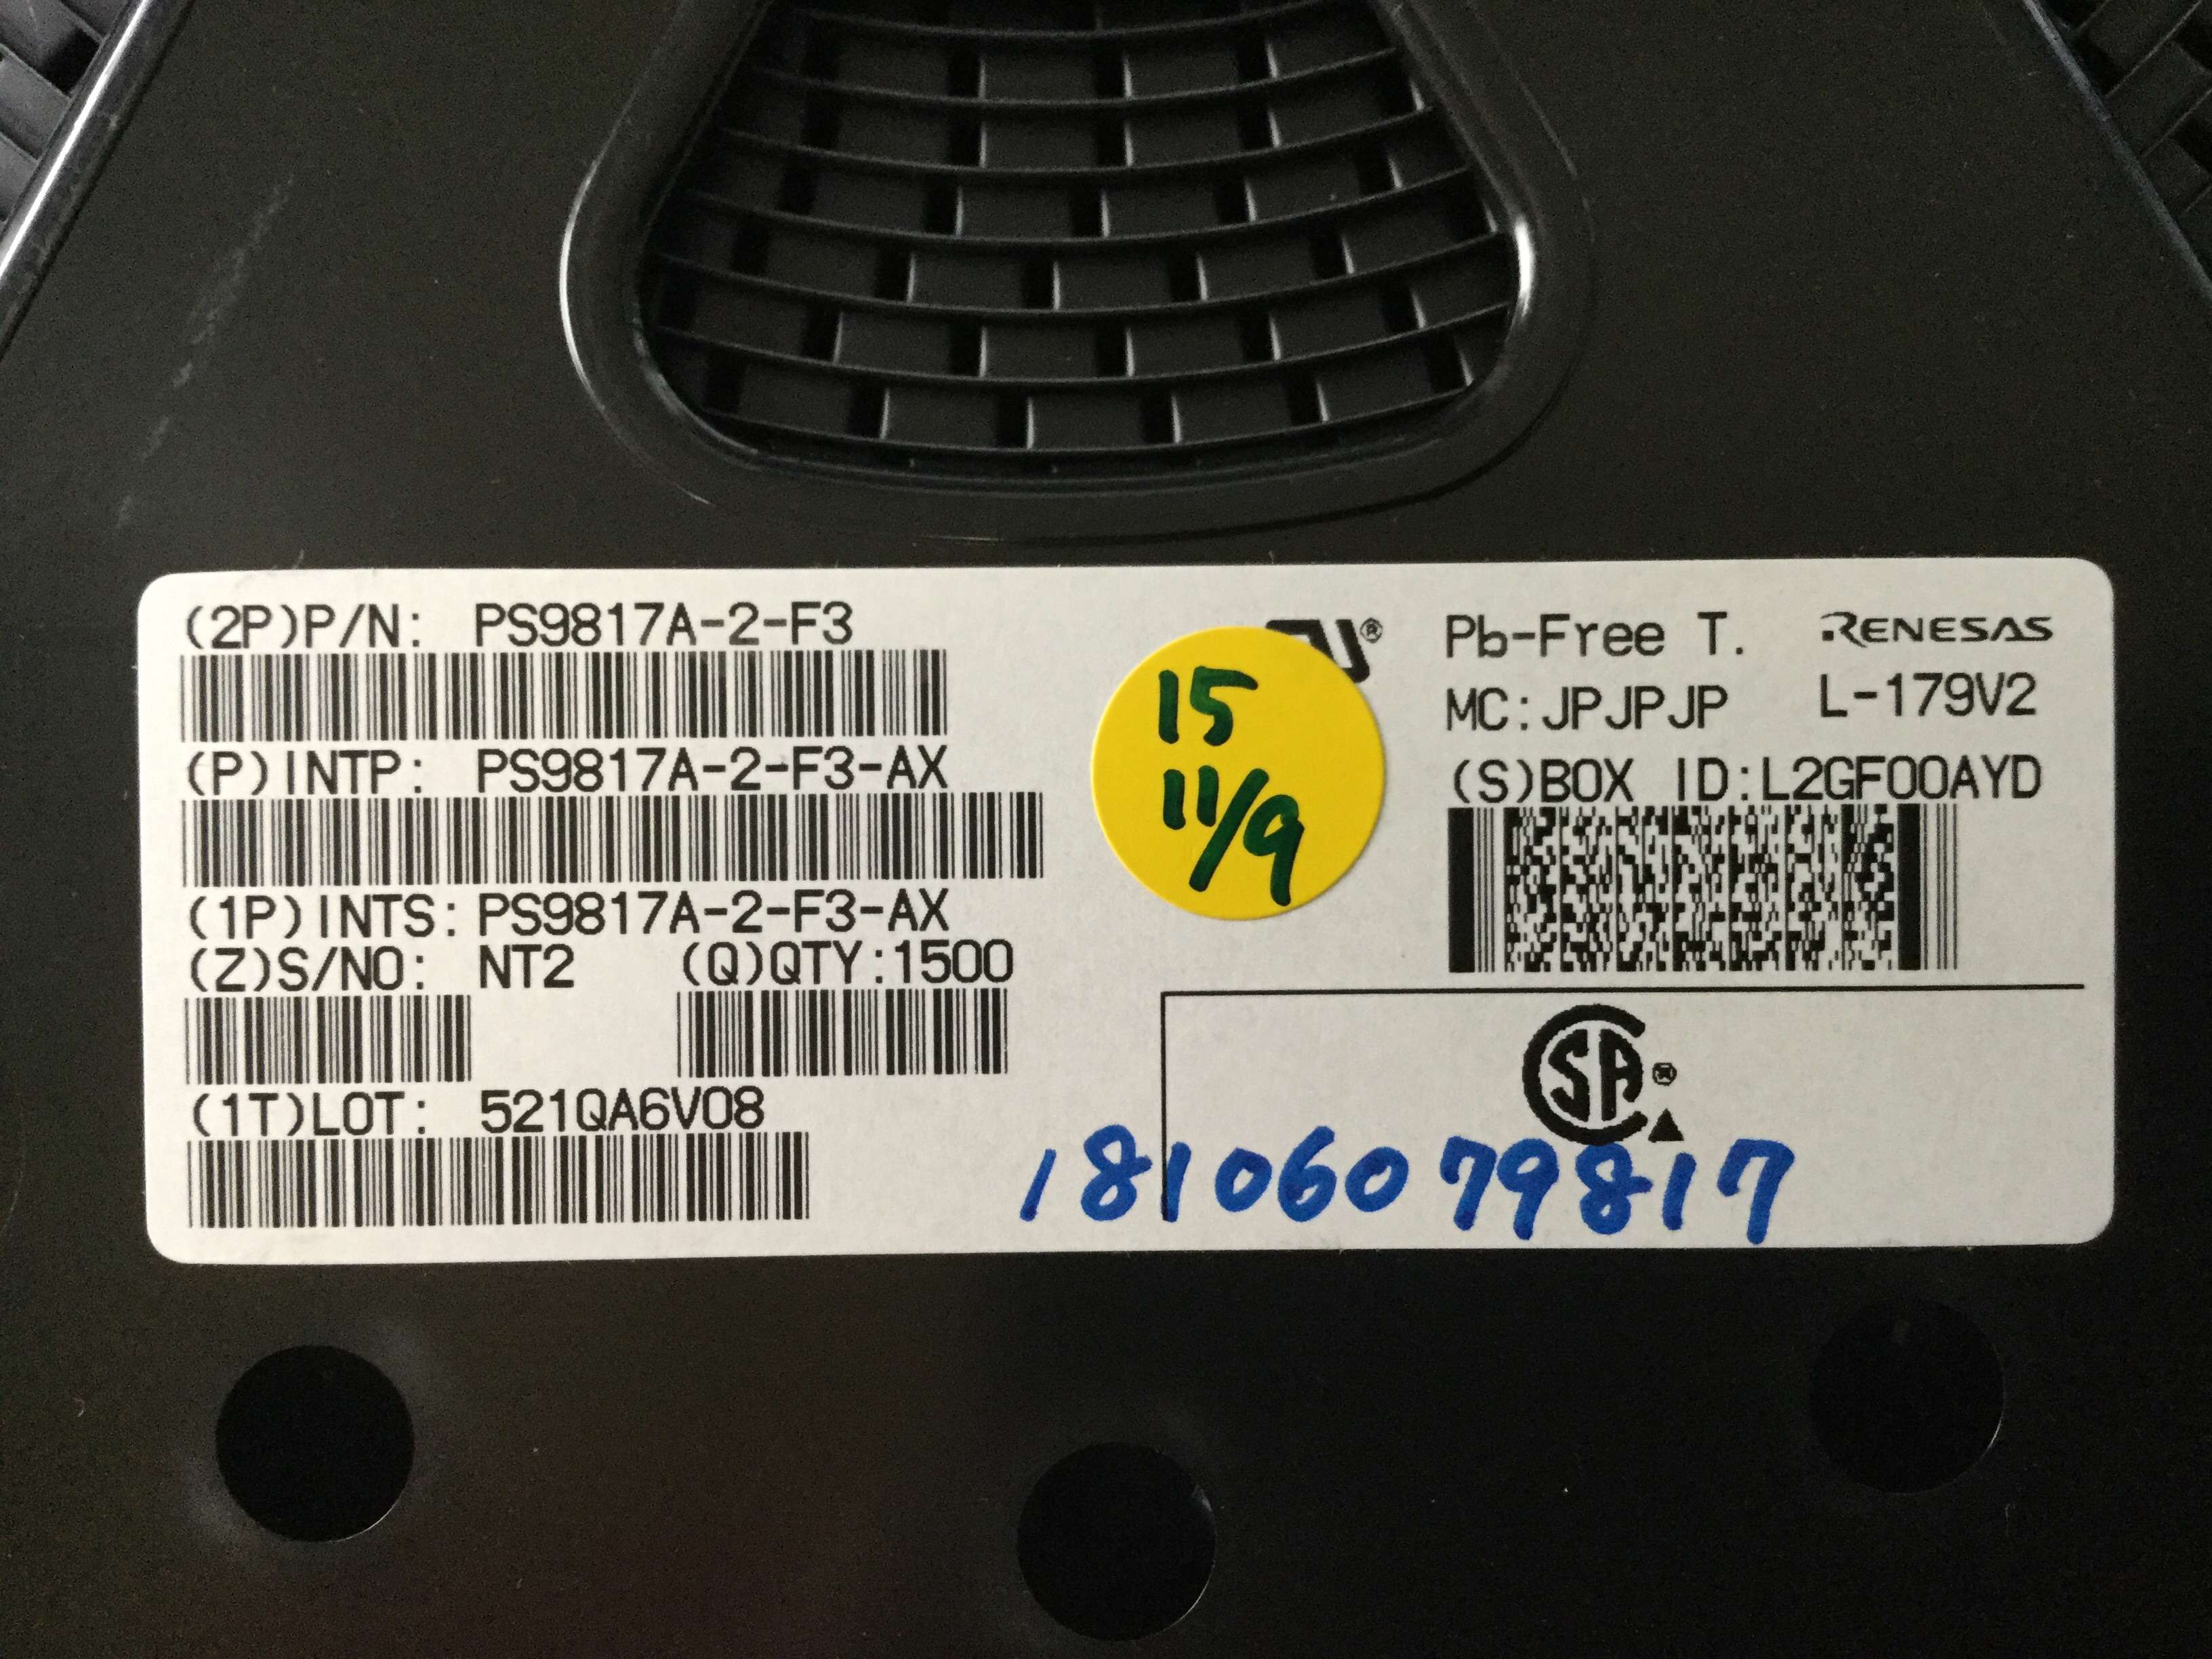 (2P)P/N: PS9817A-2-F3
(P)INTP: PS9817A-2-F3-AX
(1P)INTS: PS9817A-2-F3-AX
(Z)S/NO: NT2 (Q)QTY:1500
(1T)LOT: 521QA6V08
15
11/9
®
Pb-Free T. RENESAS
MC:JPJPJP L-179V2
(S)BOX ID:L2GF00AYD
SA®
18106079817